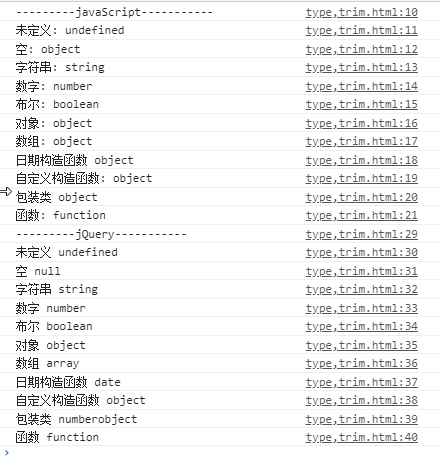 ---------javaScript----------- type,trim.html:10
未定义: undefined type,trim.html:11
空: object type,trim.html:12
字符串: string type,trim.html:13
数字: number type,trim.html:14
布尔: boolean type,trim.html:15
对象: object type,trim.html:16
数组: object type,trim.html:17
日期构造函数 object type,trim.html:18
自定义构造函数: object type,trim.html:19
包装类 object type,trim.html:20
函数: function type,trim.html:21
---------jQuery----------- type,trim.html:29
未定义 undefined type,trim.html:30
空 null type,trim.html:31
字符串 string type,trim.html:32
数字 number type,trim.html:33
布尔 boolean type,trim.html:34
对象 object type,trim.html:35
数组 array type,trim.html:36
日期构造函数 date type,trim.html:37
自定义构造函数 object type,trim.html:38
包装类 numberobject type,trim.html:39
函数 function type,trim.html:40